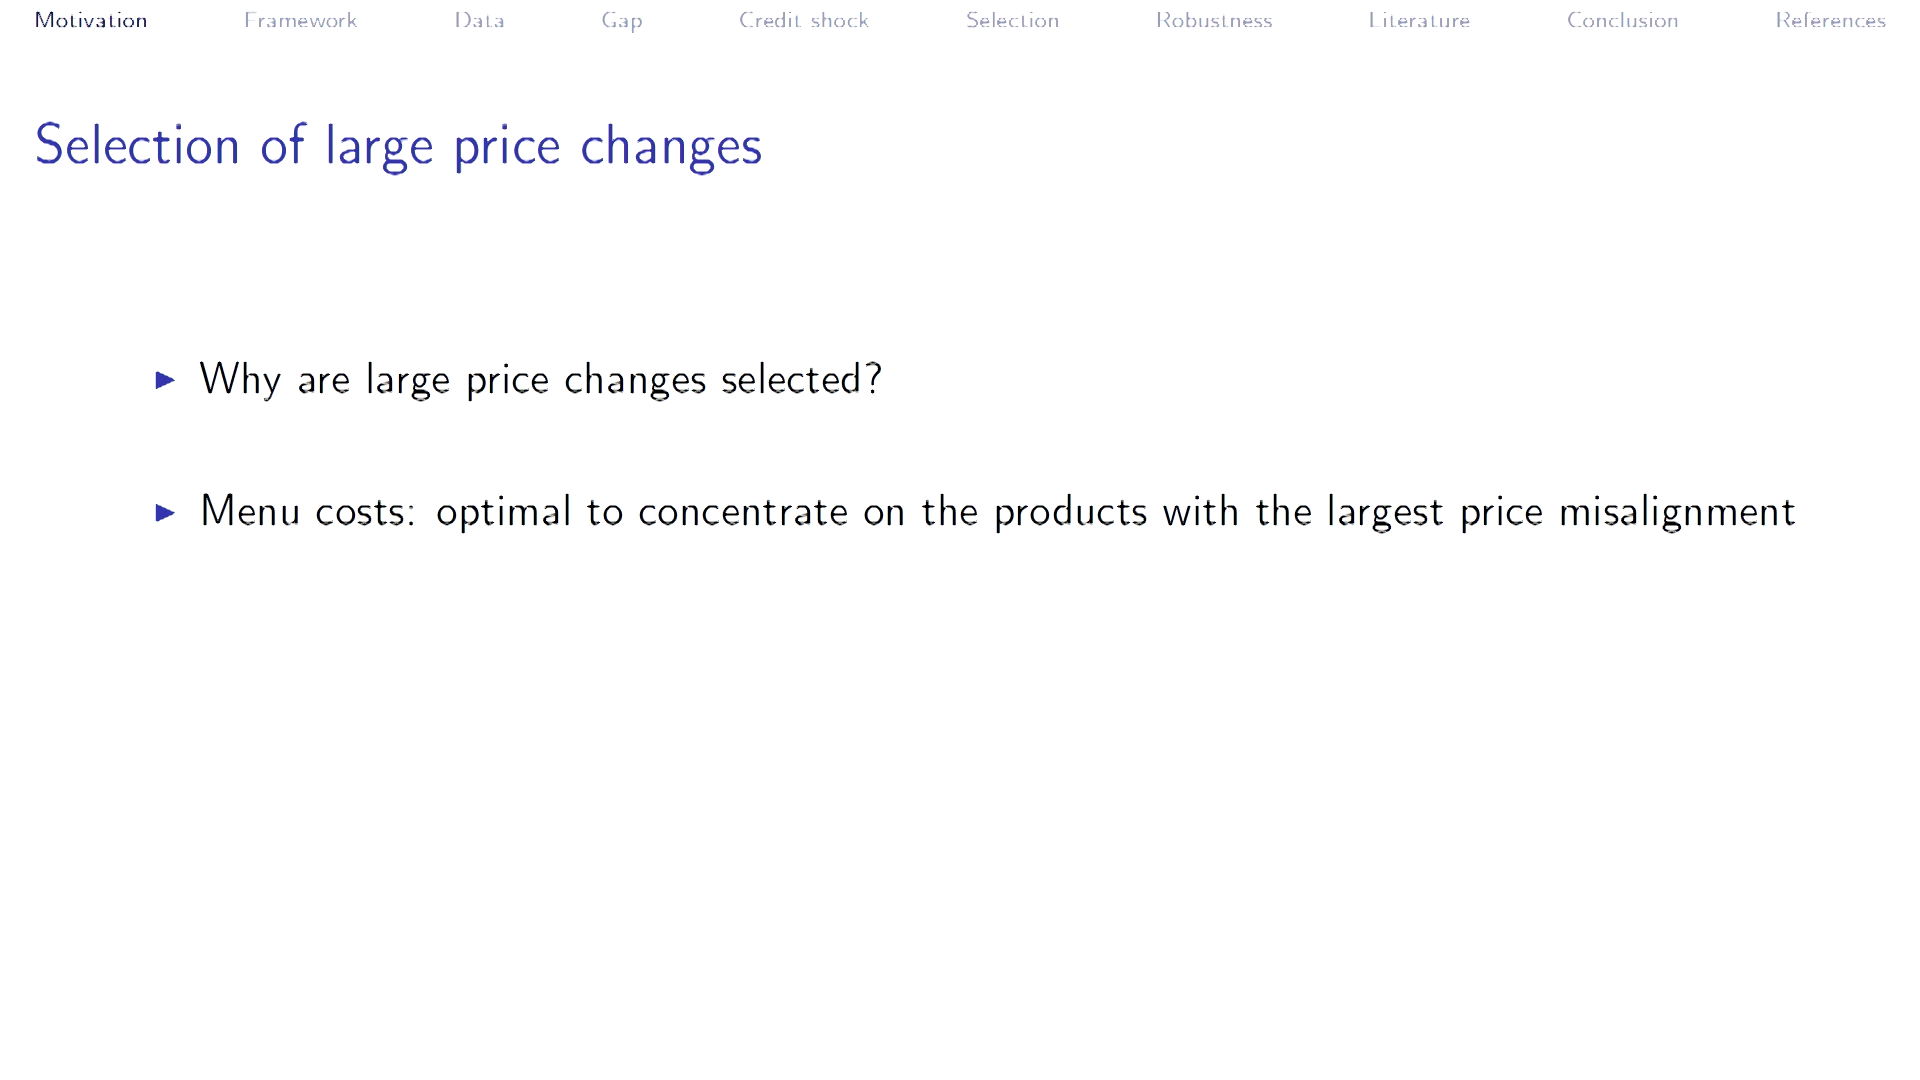 Motivation Framework Data Gap Credit shock Selection Robustness Literature Conclusion References
Selection of large price changes
▶ Why are large price changes selected?
▶ Menu costs: optimal to concentrate on the products with the largest price misalignment